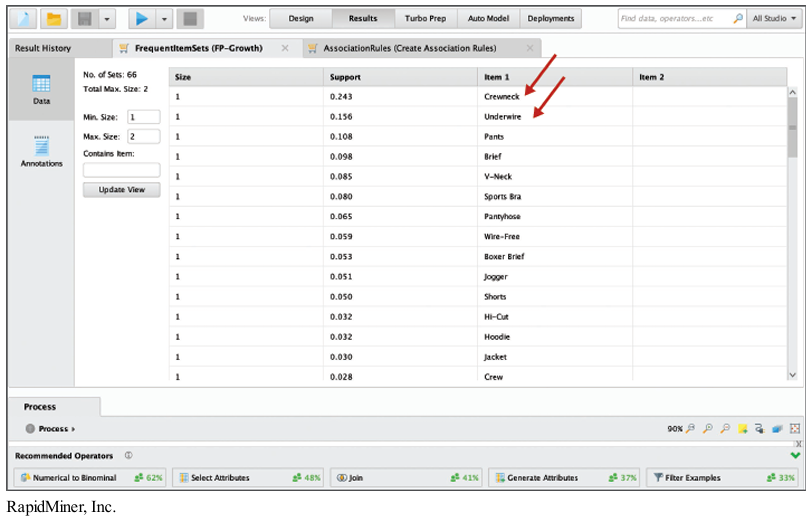 Views: Design Results Turbo Prep Auto Model Deployments Find data, operators...etc All Studio
Result History FrequentItemSets (FP-Growth) AssociationRules (Create Association Rules)
Data
Annotations
No. of Sets: 66
Total Max. Size: 2
Min. Size: 1
Max. Size: 2
Contains Item:
Update View
Size Support Item 1 Item 2
1 0.243 Crewneck
1 0.156 Underwire
1 0.108 Pants
1 0.098 Brief
1 0.085 V-Neck
1 0.080 Sports Bra
1 0.065 Pantyhose
1 0.059 Wire-Free
1 0.053 Boxer Brief
1 0.051 Jogger
1 0.050 Shorts
1 0.032 Hi-Cut
1 0.032 Hoodie
1 0.030 Jacket
1 0.028 Crew
Process
Process 90%
Recommended Operators
Numerical to Binominal 62% Select Attributes 48% Join 41% Generate Attributes 37% Filter Examples 33%
RapidMiner, Inc.